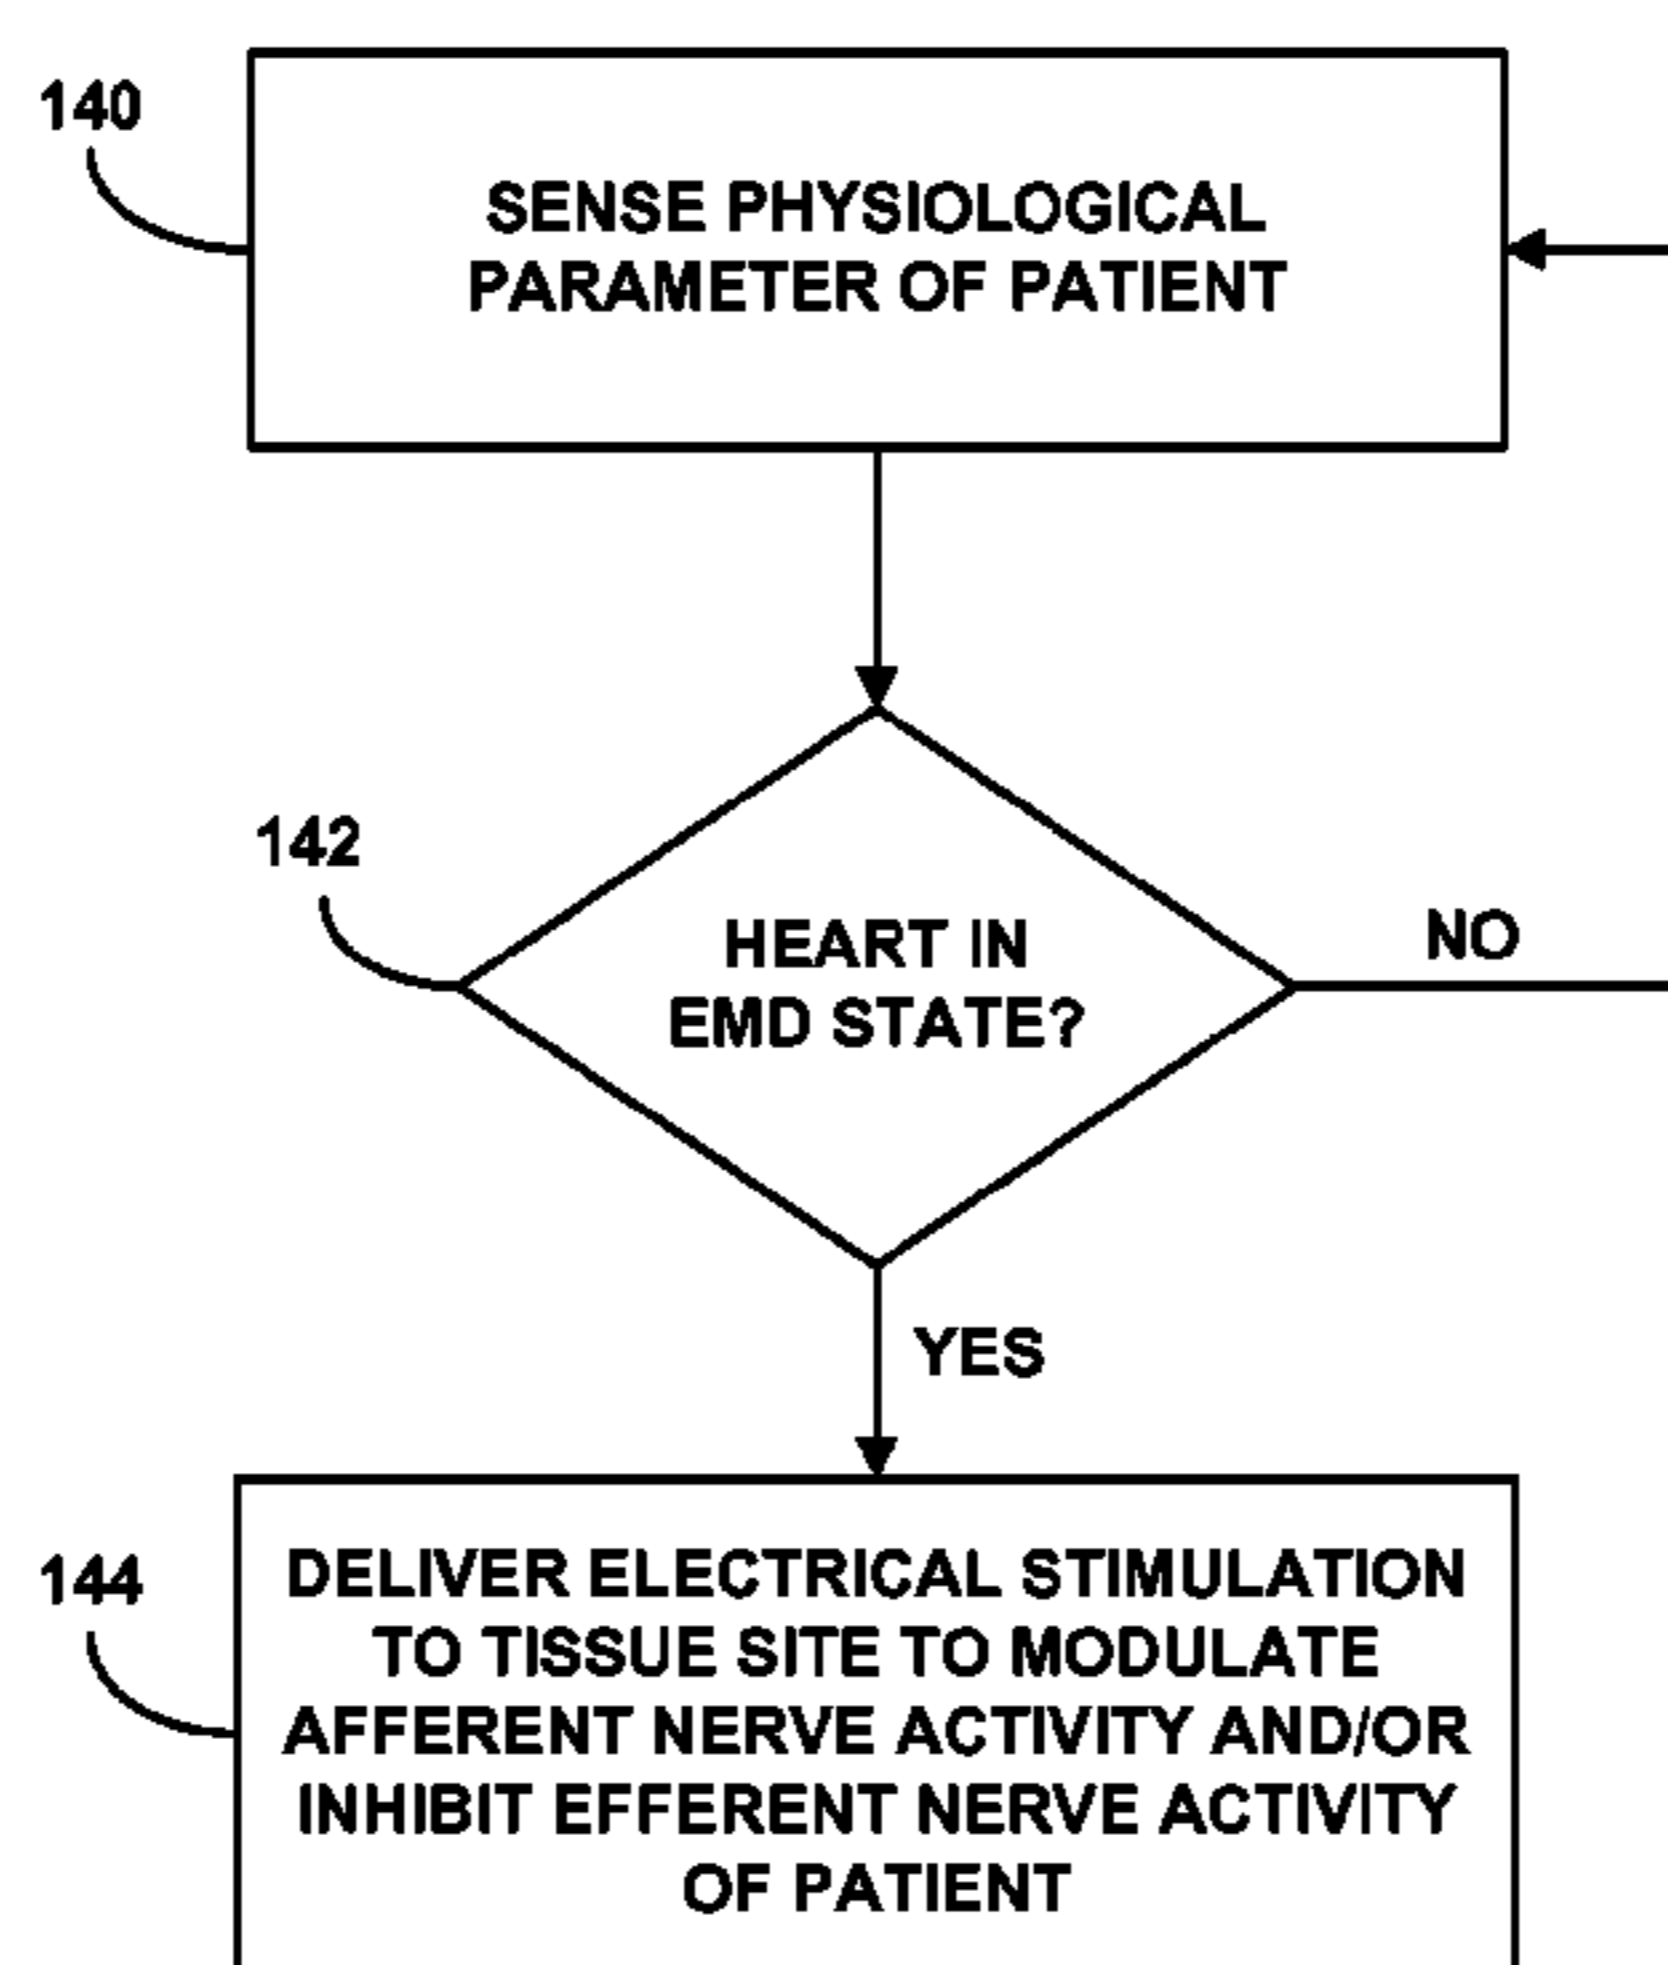 140
SENSE PHYSIOLOGICAL
PARAMETER OF PATIENT
142
HEART IN
EMD STATE?
NO
YES
144
DELIVER ELECTRICAL STIMULATION
TO TISSUE SITE TO MODULATE
AFFERENT NERVE ACTIVITY AND/OR
INHIBIT EFFERENT NERVE ACTIVITY
OF PATIENT